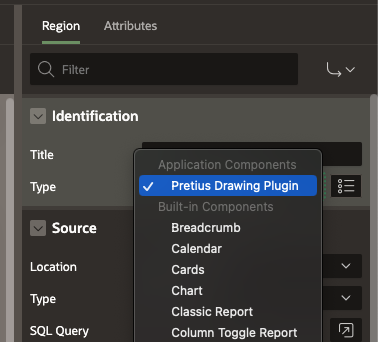 Region Attributes
Filter
Identification
Title
Application Components
Type
Pretius Drawing Plugin
Built-in Components
Breadcrumb
Source
Calendar
Location
Cards
Chart
Type
Classic Report
SQL Query
Column Toggle Report